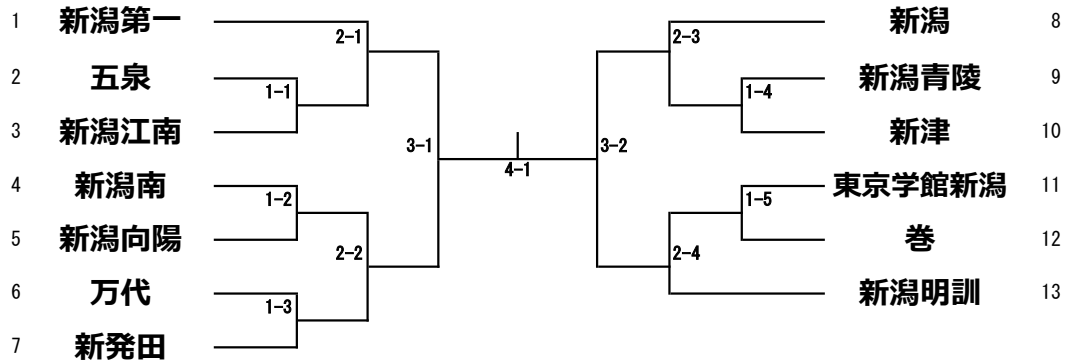 1 新潟第一
2 五泉
3 新潟江南
4 新潟南
5 新潟向陽
6 万代
7 新発田
1-1
1-2
1-3
2-1
2-2
3-1
4-1
3-2
2-3
2-4
1-4
1-5
新潟 8
新潟青陵 9
新津 10
東京学館新潟 11
巻 12
新潟明訓 13